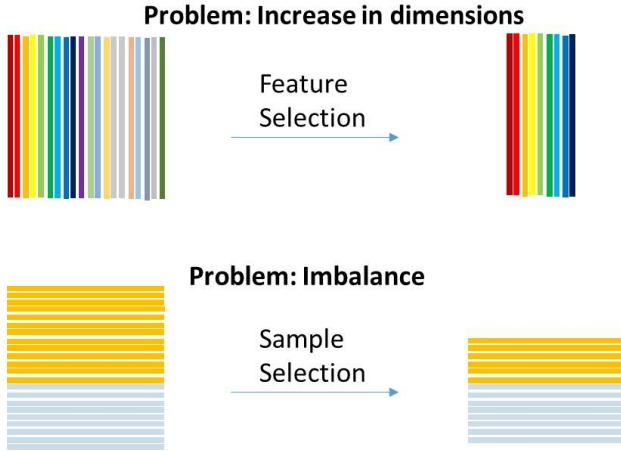 Problem: Increase in dimensions
Feature
Selection
Problem: Imbalance
Sample
Selection